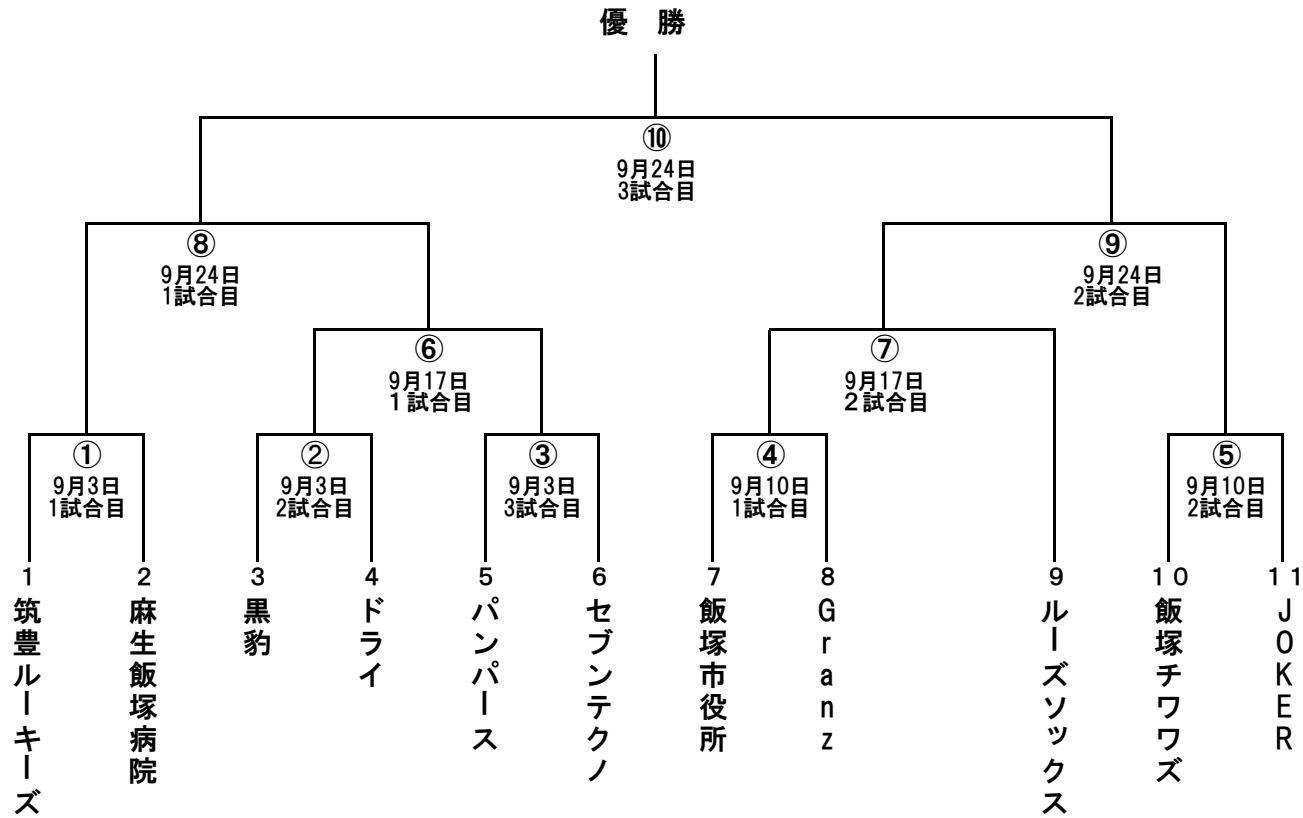 優 勝
⑩
9月24日
3試合目
⑧
9月24日
1試合目
⑨
9月24日
2試合目
⑥
9月17日
1試合目
⑦
9月17日
2試合目
①
9月3日
1試合目
②
9月3日
2試合目
③
9月3日
3試合目
④
9月10日
1試合目
⑤
9月10日
2試合目
1
筑豊ルーキーズ
2
麻生飯塚病院
3
黒豹
4
ドライ
5
パンパース
6
セブンテクノ
7
飯塚市役所
8
Granz
9
ルーズソックス
10
飯塚チワワズ
11
JOKER